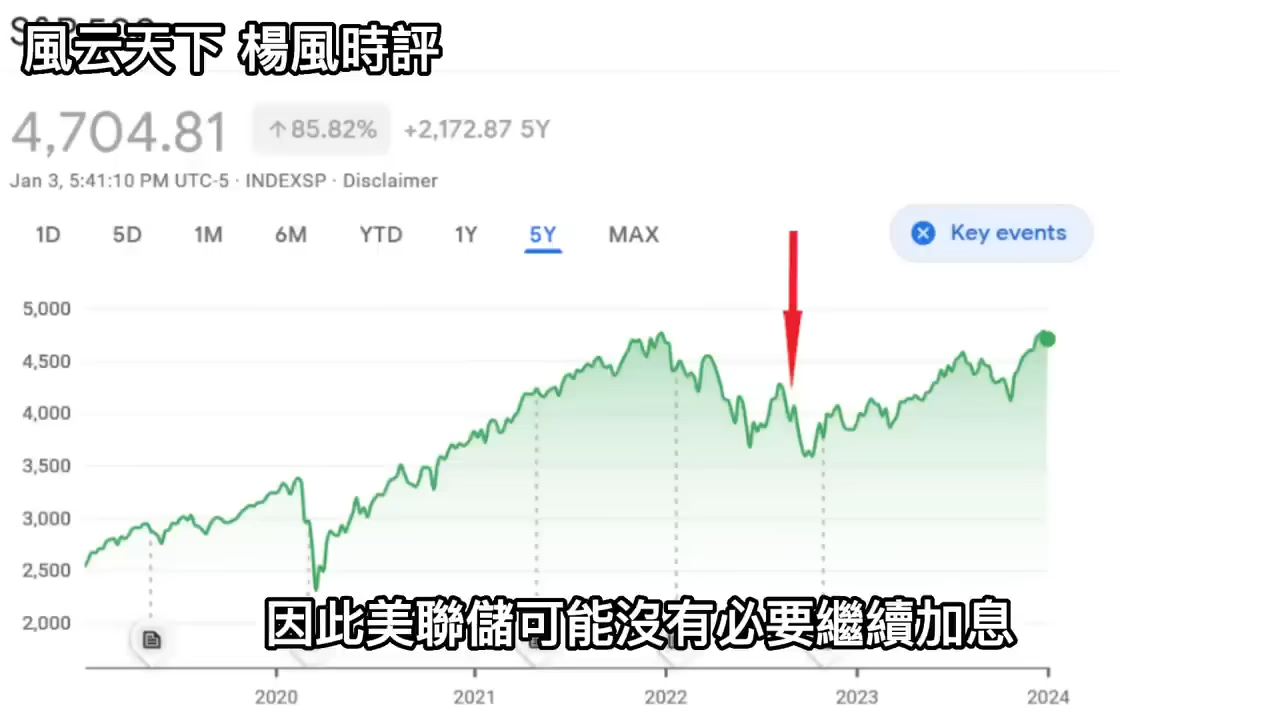 風云天下 楊風時評
4,704.81 ↑85.82% +2,172.87 5Y
Jan 3, 5:41:10 PM UTC-5 · INDEXSP · Disclaimer
1D 5D 1M 6M YTD 1Y 5Y MAX
Key events
5,000
4,500
4,000
3,500
3,000
2,500
2,000
因此美聯儲可能沒有必要繼續加息
2020 2021 2022 2023 2024